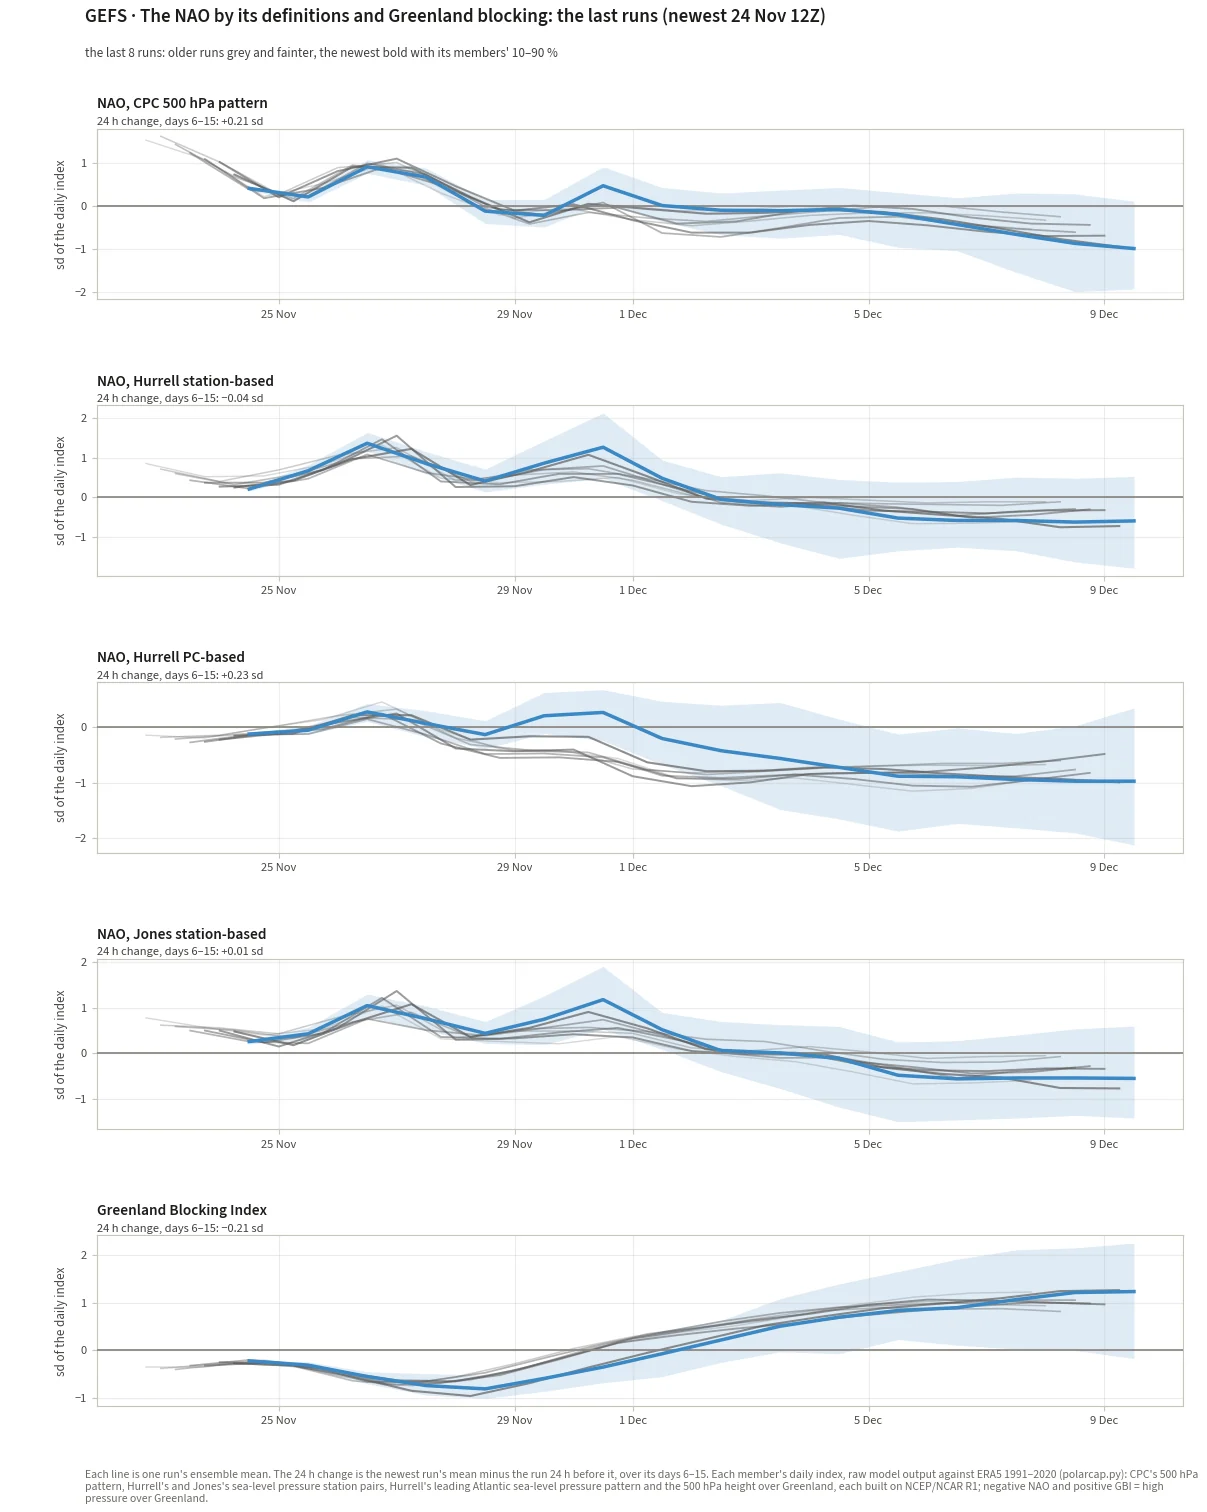 GEFS · The NAO by its definitions and Greenland blocking: the last runs (newest 24 Nov 12Z)
the last 8 runs: older runs grey and fainter, the newest bold with its members' 10–90 %
NAO, CPC 500 hPa pattern
24 h change, days 6–15: +0.21 sd
sd of the daily index
1
0
−1
−2
25 Nov
29 Nov
1 Dec
5 Dec
9 Dec
NAO, Hurrell station-based
24 h change, days 6–15: −0.04 sd
sd of the daily index
2
1
0
−1
25 Nov
29 Nov
1 Dec
5 Dec
9 Dec
NAO, Hurrell PC-based
24 h change, days 6–15: +0.23 sd
sd of the daily index
0
−1
−2
25 Nov
29 Nov
1 Dec
5 Dec
9 Dec
NAO, Jones station-based
24 h change, days 6–15: +0.01 sd
sd of the daily index
2
1
0
−1
25 Nov
29 Nov
1 Dec
5 Dec
9 Dec
Greenland Blocking Index
24 h change, days 6–15: −0.21 sd
sd of the daily index
2
1
0
−1
25 Nov
29 Nov
1 Dec
5 Dec
9 Dec
Each line is one run's ensemble mean. The 24 h change is the newest run's mean minus the run 24 h before it, over its days 6–15. Each member's daily index, raw model output against ERA5 1991–2020 (polarcap.py): CPC's 500 hPa
pattern, Hurrell's and Jones's sea-level pressure station pairs, Hurrell's leading Atlantic sea-level pressure pattern and the 500 hPa height over Greenland, each built on NCEP/NCAR R1; negative NAO and positive GBI = high
pressure over Greenland.